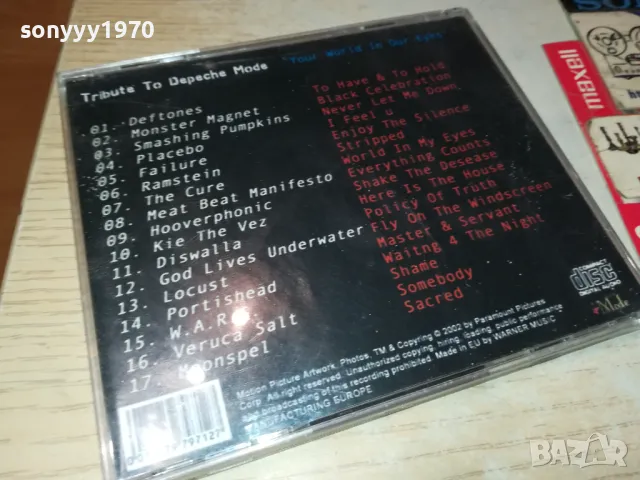 sonyyy1970
Tribute To Depeche Mode "Your World In Our Eyes"
01. Deftones To Have & To Hold
02. Monster Magnet Black Celebration
03. Smashing Pumpkins Never Let Me Down
04. Placebo I Feel u
05. Failure Enjoy The Silence
06. Ramstein Stripped
07. The Cure World In My Eyes
08. Meat Beat Manifesto Everything Counts
09. Hooverphonic Shake The Desease
10. Kie The Vez Here Is The House
11. Diswalla Policy Of Truth
12. God Lives Underwater Fly On The Windscreen
13. Locust Master & Servant
14. Portishead Waitng 4 The Night
15. Shame
16. Veruca Salt Somebody
17. Sacred
COMPACT
disc
DIGITAL AUDIO
Motion Picture Artwork, Photos, TM & Copyring © 2002 by Paramount Pictures
Corp. All right reserved. Unauthorized copying, hiring, loading, public performance
and broadcasting of this recording prohibited. Made in EU by WARNER MUSIC
MANUFACTURING EUROPE
maxell
sonyyy1970
BAZAR
bg